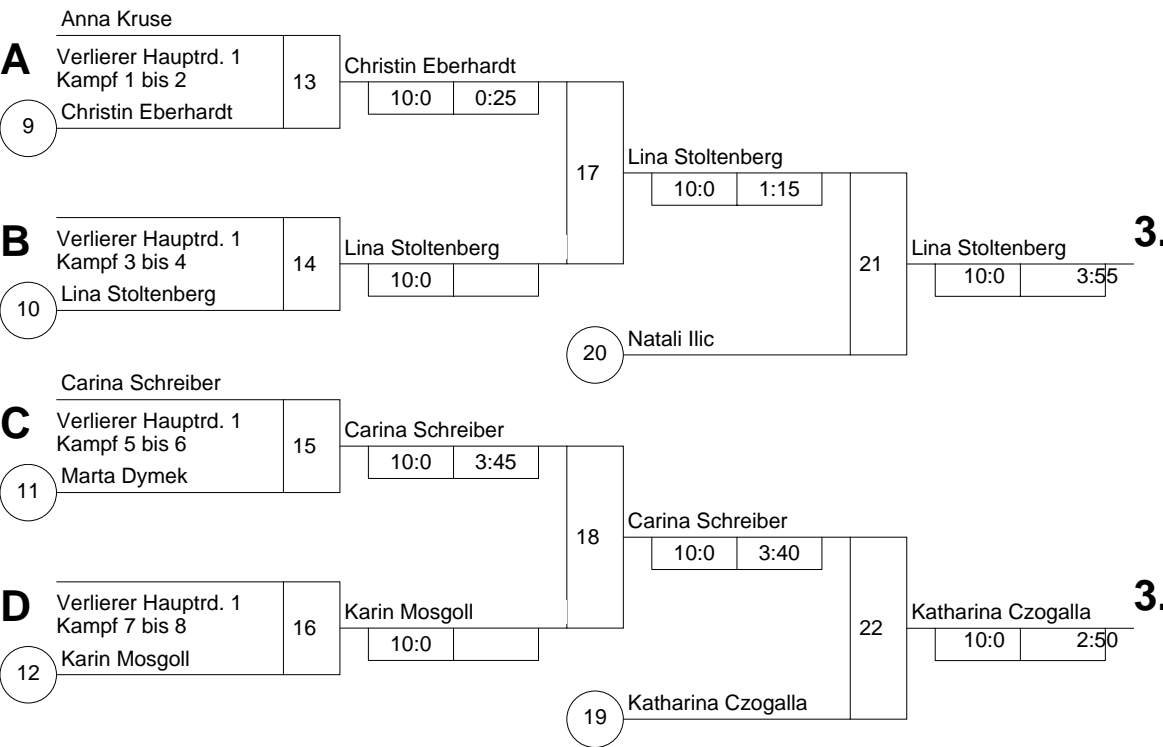 Anna Kruse
A
Verlierer Hauptrd. 1
Kampf 1 bis 2
13
Christin Eberhardt
10:0 0:25
9
Christin Eberhardt
17
Lina Stoltenberg
10:0 1:15
B
Verlierer Hauptrd. 1
Kampf 3 bis 4
14
Lina Stoltenberg
10:0
10
Lina Stoltenberg
21
Lina Stoltenberg
10:0 3:55
3.
20
Natali Ilic
Carina Schreiber
C
Verlierer Hauptrd. 1
Kampf 5 bis 6
15
Carina Schreiber
10:0 3:45
11
Marta Dymek
18
Carina Schreiber
10:0 3:40
D
Verlierer Hauptrd. 1
Kampf 7 bis 8
16
Karin Mosgoll
10:0
12
Karin Mosgoll
22
Katharina Czogalla
10:0 2:50
3.
19
Katharina Czogalla